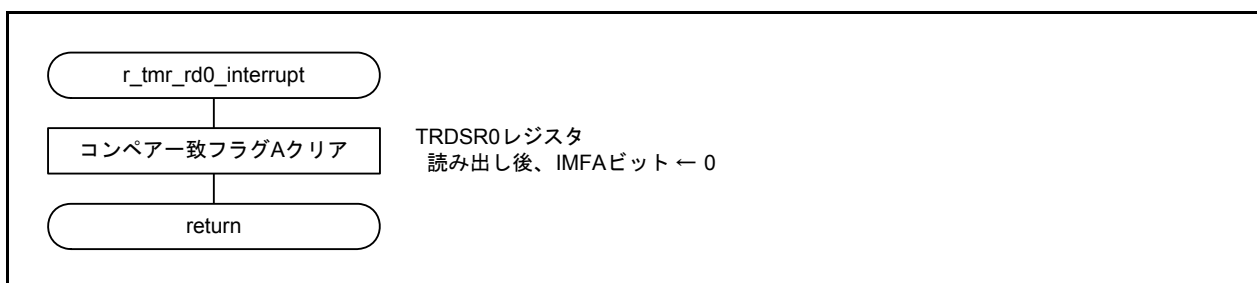 r_tmr_rd0_interrupt
コンペア一致フラグAクリア
TRDSR0レジスタ
読み出し後、IMFAビット ← 0
return